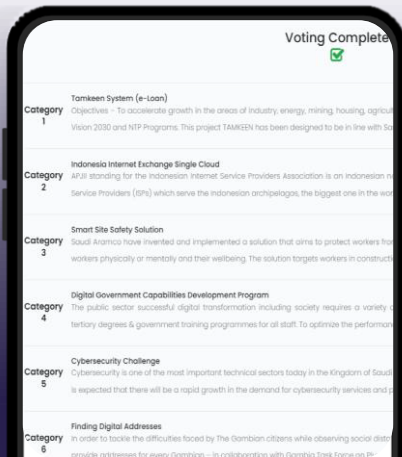 Voting Complete
Category 1
Tamkeen System (e-Loan)
Objectives - To accelerate growth in the areas of industry, energy, mining, housing, agricul
Vision 2030 and NTP Programs. This project TAMKEEN has been designed to be in line with Sa
Category 2
Indonesia Internet Exchange Single Cloud
APJII standing for the Indonesian Internet Service Providers Association is an Indonesian
Service Providers (ISPs) which serve the Indonesian archipelagos, the biggest one in the wor
Category 3
Smart Site Safety Solution
Saudi Aramco have invented and implemented a solution that aims to protect workers
workers physically or mentally and their wellbeing. The solution targets workers in constructi
Category 4
Digital Government Capabilities Development Program
The public sector successful digital transformation including society requires a variety
tertiary degrees & government training programmes for all staff. To optimize the performan
Category 5
Cybersecurity Challenge
Cybersecurity is one of the most important technical sectors today in the Kingdom of Saudi
is expected that there will be a rapid growth in the demand for cybersecurity services and
Category 6
Finding Digital Addresses
In order to tackle the difficulties faced by The Gambian citizens while observing social
provide addresses for every Gambian - in collaboration with Gambia Task Force on